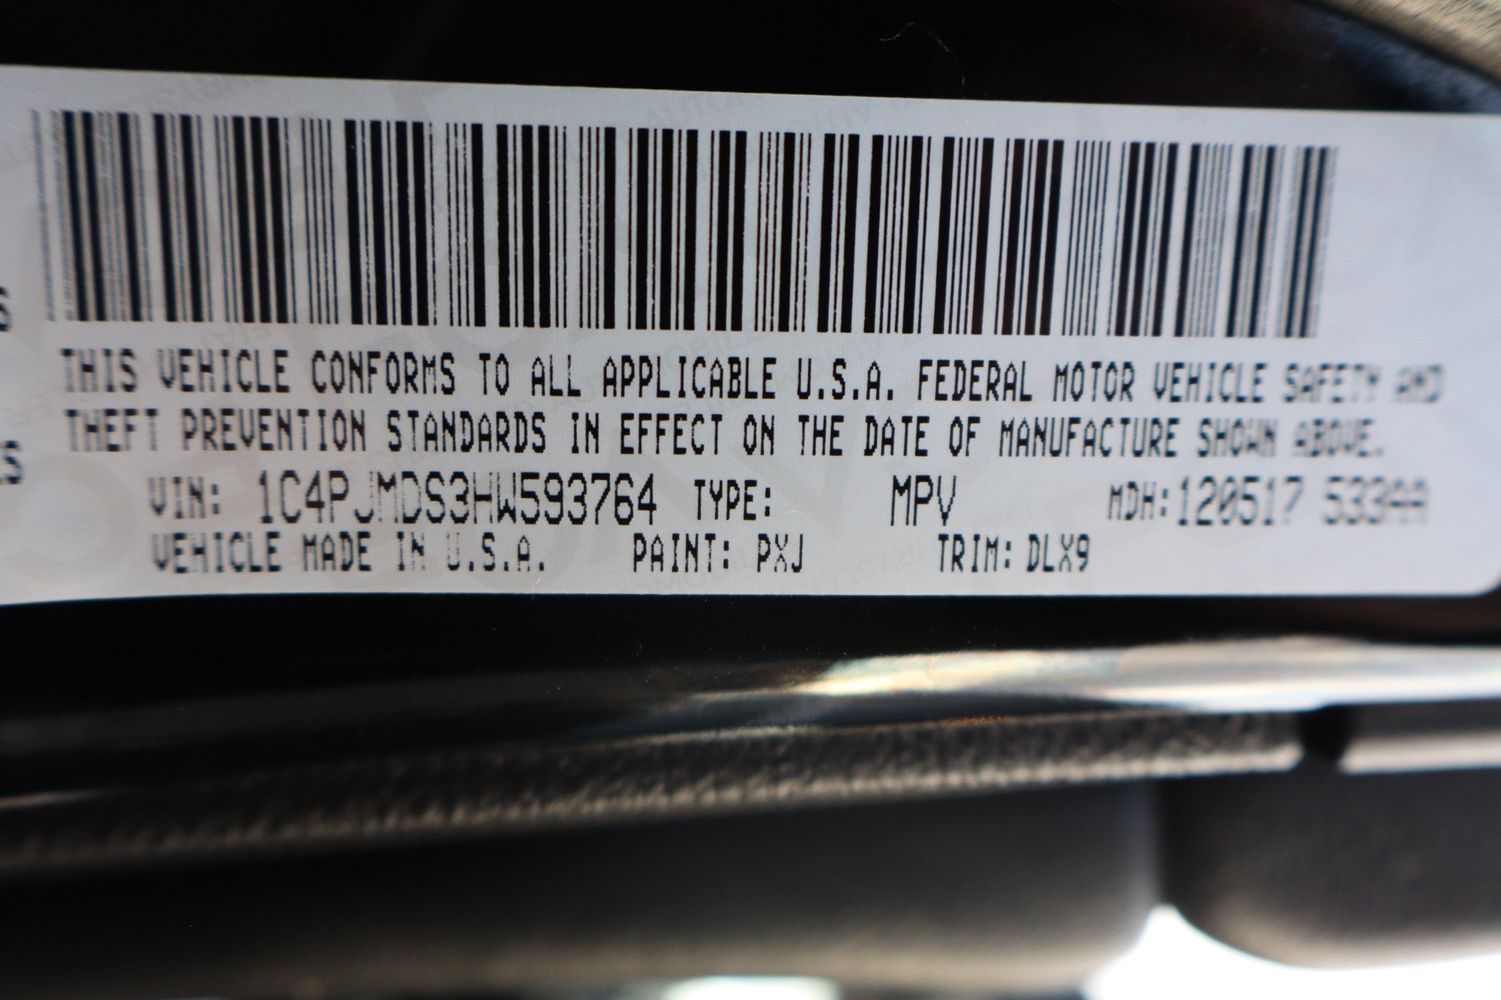 THIS VEHICLE CONFORMS TO ALL APPLICABLE U.S.A. FEDERAL MOTOR VEHICLE SAFETY AND
THEFT PREVENTION STANDARDS IN EFFECT ON THE DATE OF MANUFACTURE SHOWN ABOVE.
VIN: 1C4PJMDS3HW593764 TYPE: MPV MDH: 120517 533AA
VEHICLE MADE IN U.S.A. PAINT: PXJ TRIM: DLX9